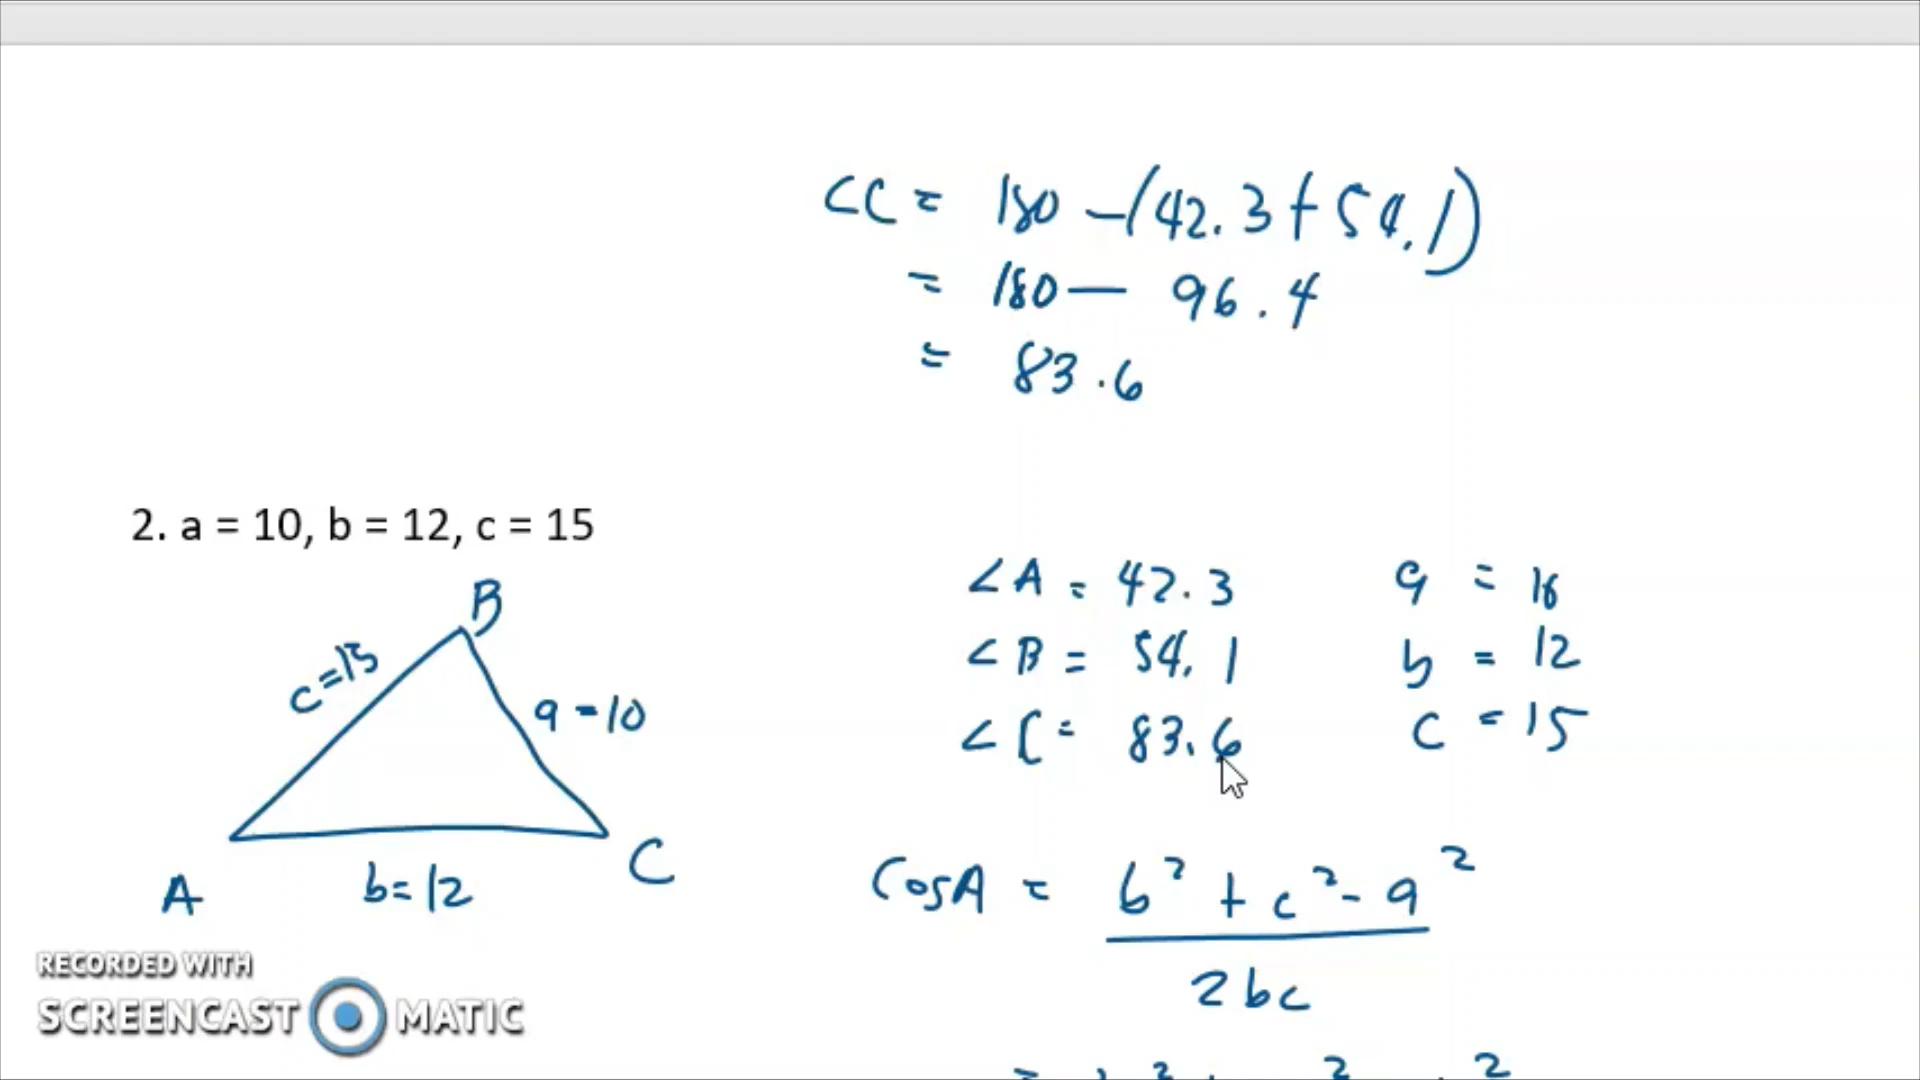 ∠C = 180 - (42.3 + 54.1)
= 180 - 96.4
= 83.6
2. a = 10, b = 12, c = 15
B
c = 15
a = 10
A
b = 12
C
∠A = 42.3 a = 10
∠B = 54.1 b = 12
∠C = 83.6 c = 15
CosA = b² + c² - a²
2bc
RECORDED WITH
SCREENCAST MATIC